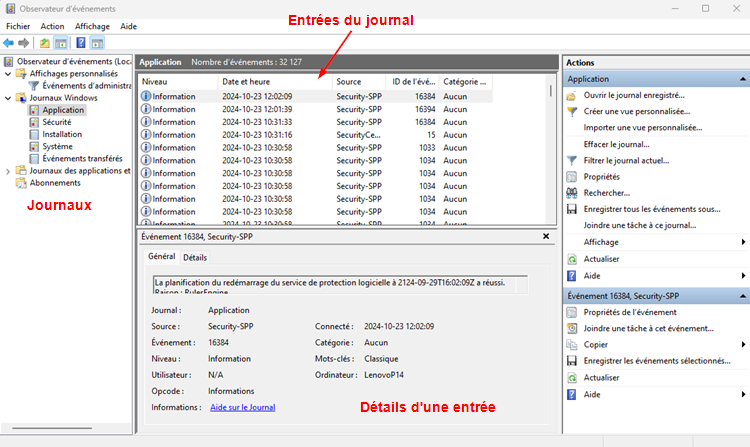 Observateur d'événements
Entrées du journal
Fichier Action Affichage Aide
Observateur d'événements (Loca
Affichages personnalisés
Événements d'administra
Journaux Windows
Application
Sécurité
Installation
Système
Événements transférés
Journaux des applications et
Abonnements
Journaux
Application Nombre d'événements : 32 127
Niveau Date et heure Source ID de l'évé... Catégorie ...
Information 2024-10-23 12:02:09 Security-SPP 16384 Aucun
Information 2024-10-23 12:01:39 Security-SPP 16394 Aucun
Information 2024-10-23 10:31:33 Security-SPP 16384 Aucun
Information 2024-10-23 10:31:16 SecurityCe... 15 Aucun
Information 2024-10-23 10:30:58 Security-SPP 1033 Aucun
Information 2024-10-23 10:30:58 Security-SPP 1034 Aucun
Information 2024-10-23 10:30:58 Security-SPP 1034 Aucun
Information 2024-10-23 10:30:58 Security-SPP 1034 Aucun
Information 2024-10-23 10:30:58 Security-SPP 1034 Aucun
Information 2024-10-23 10:30:58 Security-SPP 1034 Aucun
Information 2024-10-23 10:30:58 Security-SPP 1034 Aucun
Événement 16384, Security-SPP
Général Détails
La planification du redémarrage du service de protection logicielle à 2124-09-29T16:02:09Z a réussi.
Raison : RulesEngine.
Journal : Application
Source : Security-SPP Connecté : 2024-10-23 12:02:09
Événement : 16384 Catégorie : Aucun
Niveau : Information Mots-clés : Classique
Utilisateur : N/A Ordinateur : LenovoP14
Opcode : Informations
Informations : Aide sur le Journal
Détails d'une entrée
Actions
Application
Ouvrir le journal enregistré...
Créer une vue personnalisée...
Importer une vue personnalisée...
Effacer le journal...
Filtrer le journal actuel...
Propriétés
Rechercher...
Enregistrer tous les événements sous...
Joindre une tâche à ce journal...
Affichage
Actualiser
Aide
Événement 16384, Security-SPP
Propriétés de l'événement
Joindre une tâche à cet événement...
Copier
Enregistrer les événements sélectionnés...
Actualiser
Aide